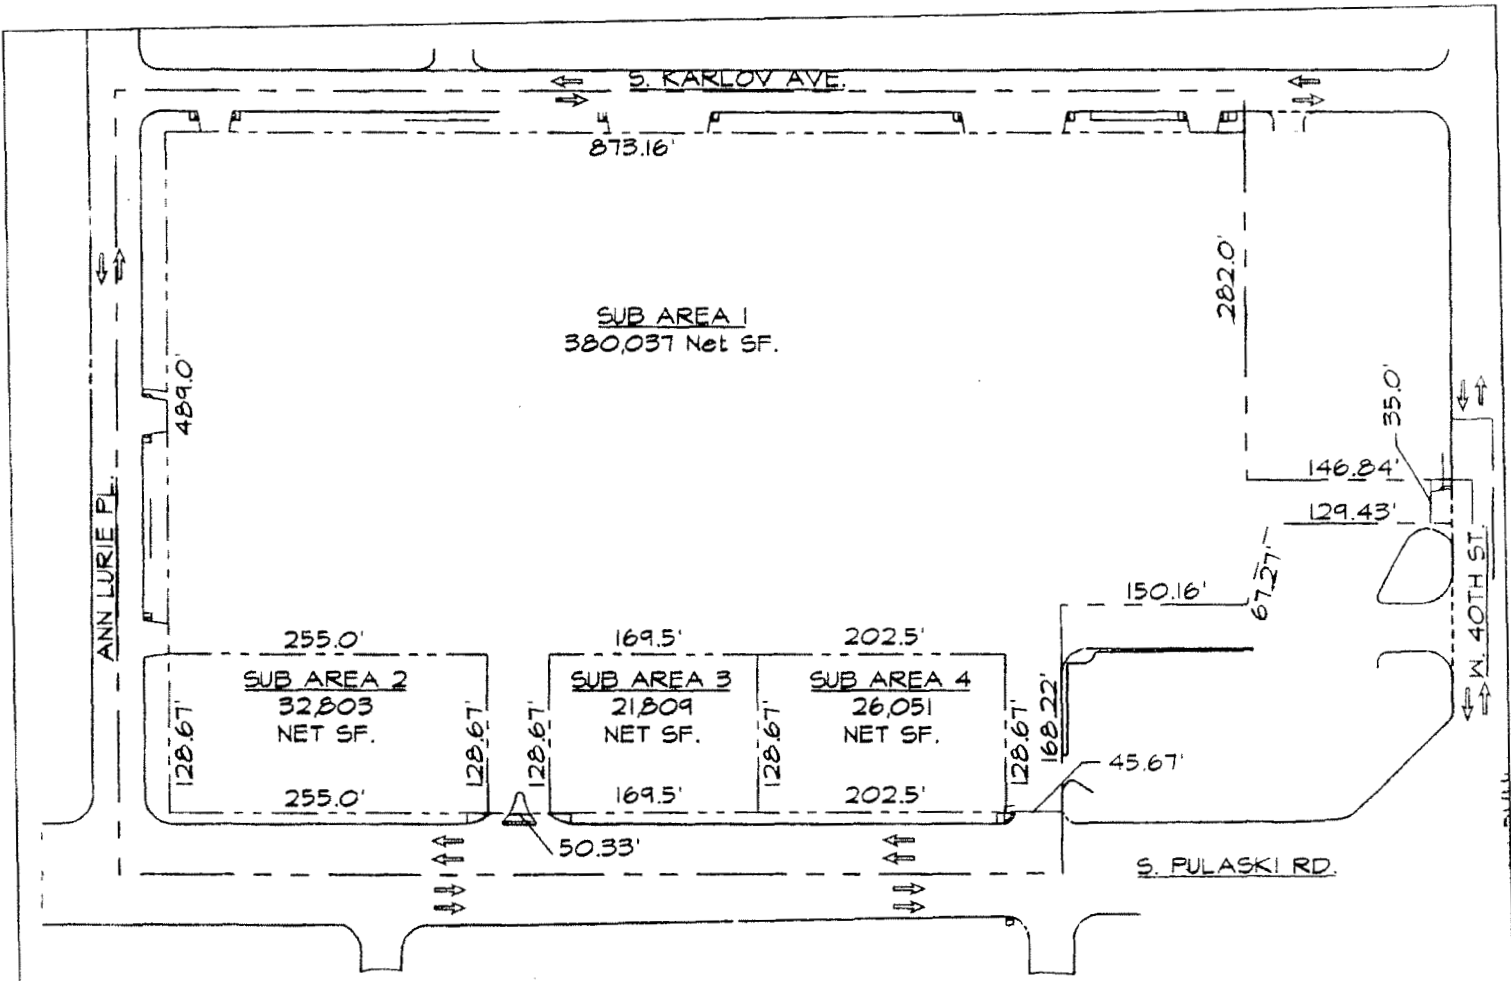 S. KARLOV AVE.
873.16'
282.0'
SUB AREA 1
380,037 Net SF.
489.0'
35.0'
146.84'
129.43'
ANN LURIE PL.
W. 40TH ST.
67.27'
150.16'
255.0'
169.5'
202.5'
SUB AREA 2
32,803
NET SF.
SUB AREA 3
21,809
NET SF.
SUB AREA 4
26,051
NET SF.
128.67'
128.67'
128.67'
128.67'
128.67'
168.22'
45.67'
255.0'
169.5'
202.5'
50.33'
S. PULASKI RD.